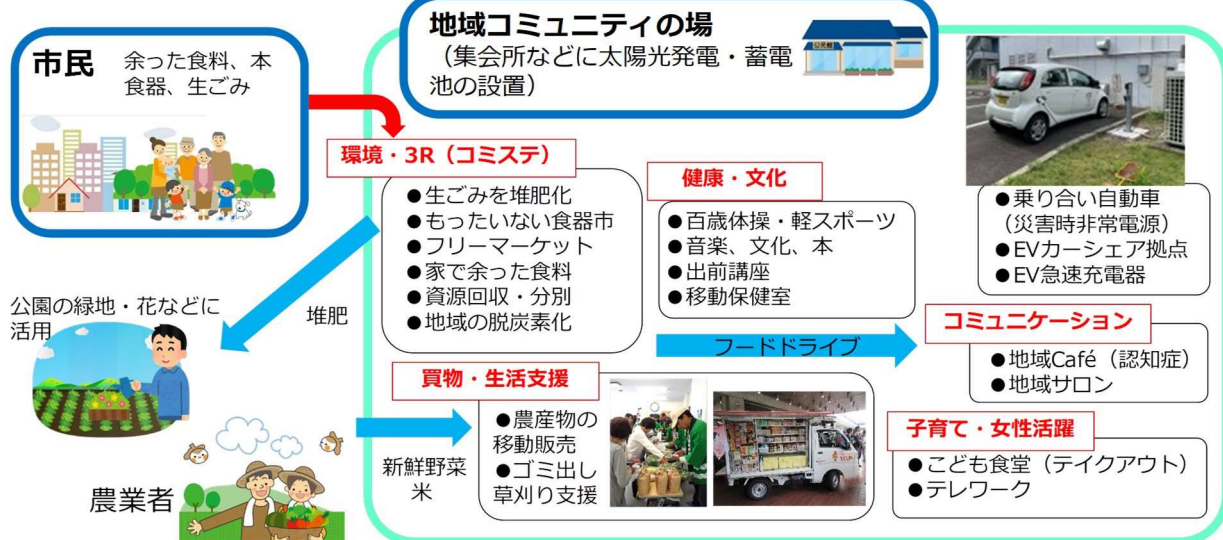 市民
余った食料、本
食器、生ごみ
地域コミュニティの場
（集会所などに太陽光発電・蓄電
池の設置）
公民館
環境・3R（コミステ）
●生ごみを堆肥化
●もったいない食器市
●フリーマーケット
●家で余った食料
●資源回収・分別
●地域の脱炭素化
健康・文化
●百歳体操・軽スポーツ
●音楽、文化、本
●出前講座
●移動保健室
●乗り合い自動車
（災害時非常電源）
●EVカーシェア拠点
●EV急速充電器
公園の緑地・花などに
活用
堆肥
フードドライブ
コミュニケーション
●地域Café（認知症）
●地域サロン
買物・生活支援
●農産物の
移動販売
●ゴミ出し
草刈り支援
子育て・女性活躍
●こども食堂（テイクアウト）
●テレワーク
新鮮野菜
米
農業者